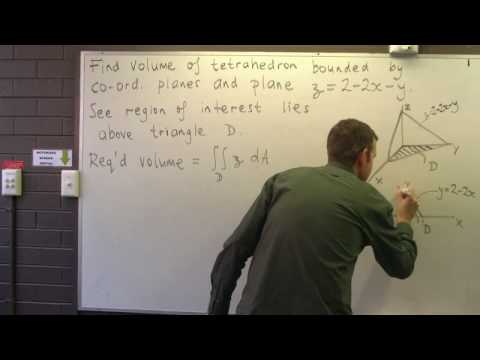 Find volume of tetrahedron bounded by
co-ord. planes and plane z = 2-2x-y.
See region of interest lies
above triangle D.
Req'd volume = ∬_D z dA
z
z=2-2x-y
y
D
x
y=2-2x
D
x